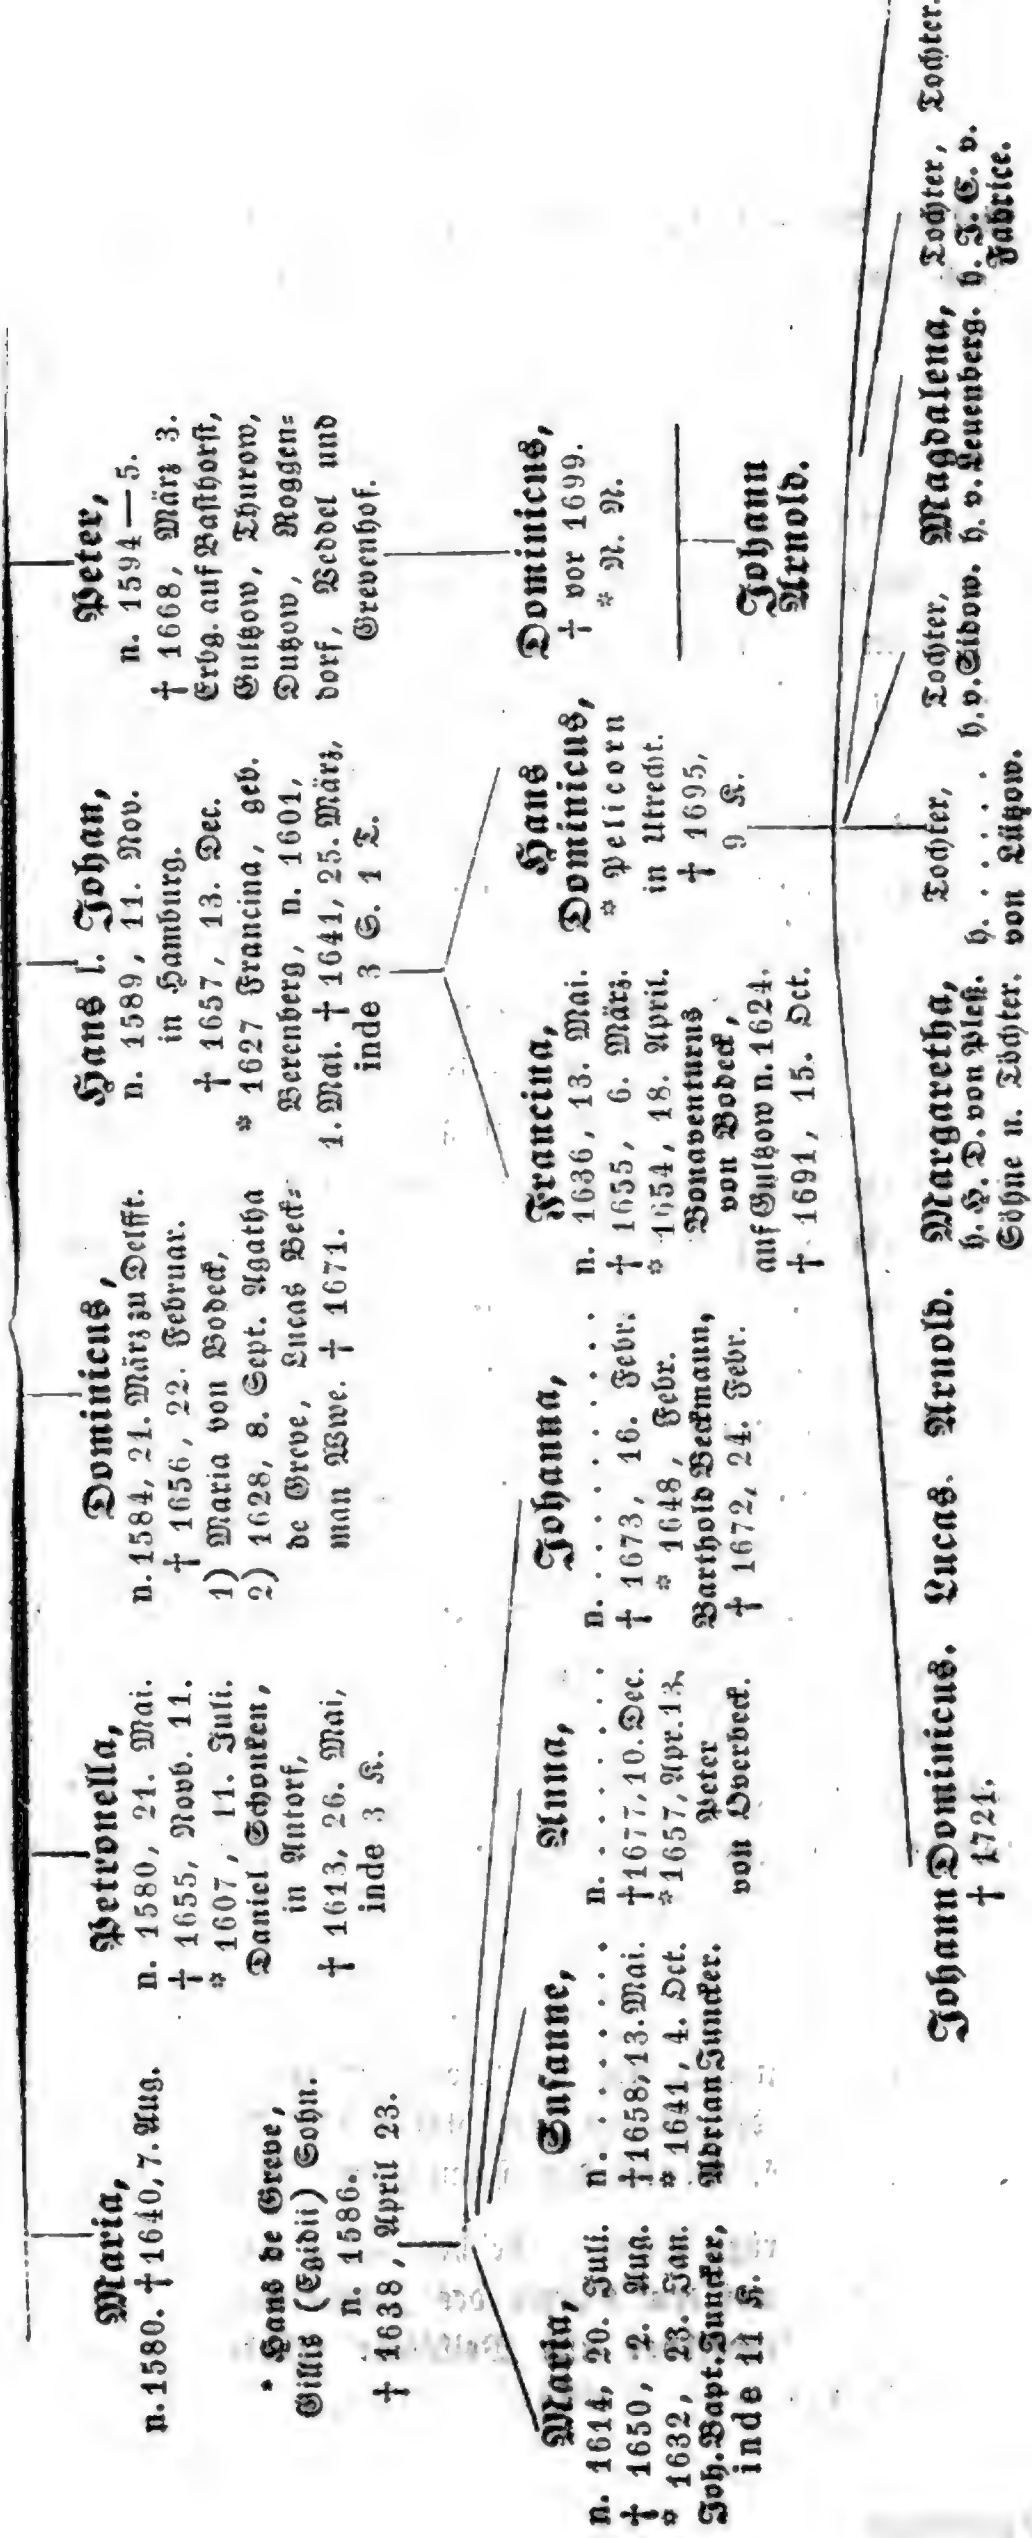 Maria,
n. 1580. † 1640, 7. Aug.
* Hans de Greve,
Gillis (Egidii) Sohn.
n. 1586.
† 1638, April 23.
Petronella,
n. 1580, 21. Mai.
† 1655, Novb. 11.
* 1607, 11. Juli.
Daniel Schonken,
in Antorf,
† 1613, 26. Mai,
inde 3 K.
Dominicus,
n. 1584, 21. März zu Delfft.
† 1656, 22. Februar.
1) Maria von Bodeck,
2) 1628, 8. Sept. Agatha
de Greve, Lucas Beck=
man Wwe. † 1671.
Hans l. Johan,
n. 1589, 11. Nov.
in Hamburg.
† 1657, 13. Dec.
* 1627 Francina, geb.
Berenberg, n. 1601,
1. Mai. † 1641, 25. März,
inde 3 S. 1 T.
Peter,
n. 1594—5.
† 1668, März 3.
Erbg. auf Basthorst,
Gultzow, Thurow,
Dutzow, Roggen=
dorf, Weddel und
Grevenhof.
Maria,
n. 1614, 20. Juli.
† 1650, 2. Aug.
* 1632, 23. Jan.
Joh. Bapt. Juncker,
inde 11 K.
Susanne,
n. . . . . . . . .
† 1658, 13. Mai.
* 1641, 4. Oct.
Adrian Juncker.
Anna,
n. . . . . . . . .
† 1677, 10. Dec.
* 1657, Apr. 13.
Peter
von Overbeck.
Johanna,
n. . . . . . . . .
† 1673, 16. Febr.
* 1648, Febr.
Barthold Beckmann,
† 1672, 24. Febr.
Francina,
n. 1636, 13. Mai.
† 1655, 6. März.
* 1654, 18. April.
Bonaventurus
von Bodeck,
auf Gultzow n. 1624.
† 1691, 15. Oct.
Hans
Dominicus,
* Pelicorn
in Utrecht.
† 1695,
9 K.
Dominicus,
† vor 1699.
* N. N.
Johann
Arnold.
Johann Dominicus.
† 1721.
Lucas.
Arnold.
Margaretha,
h. H. D. von Pleß.
Söhne u. Töchter.
Tochter,
h. . . . . .
von Lützow.
Tochter,
h. v. Sidow.
Magdalena,
h. v. Leuenberg.
Tochter,
h. J. C. v.
Fabrice.
Tochter.